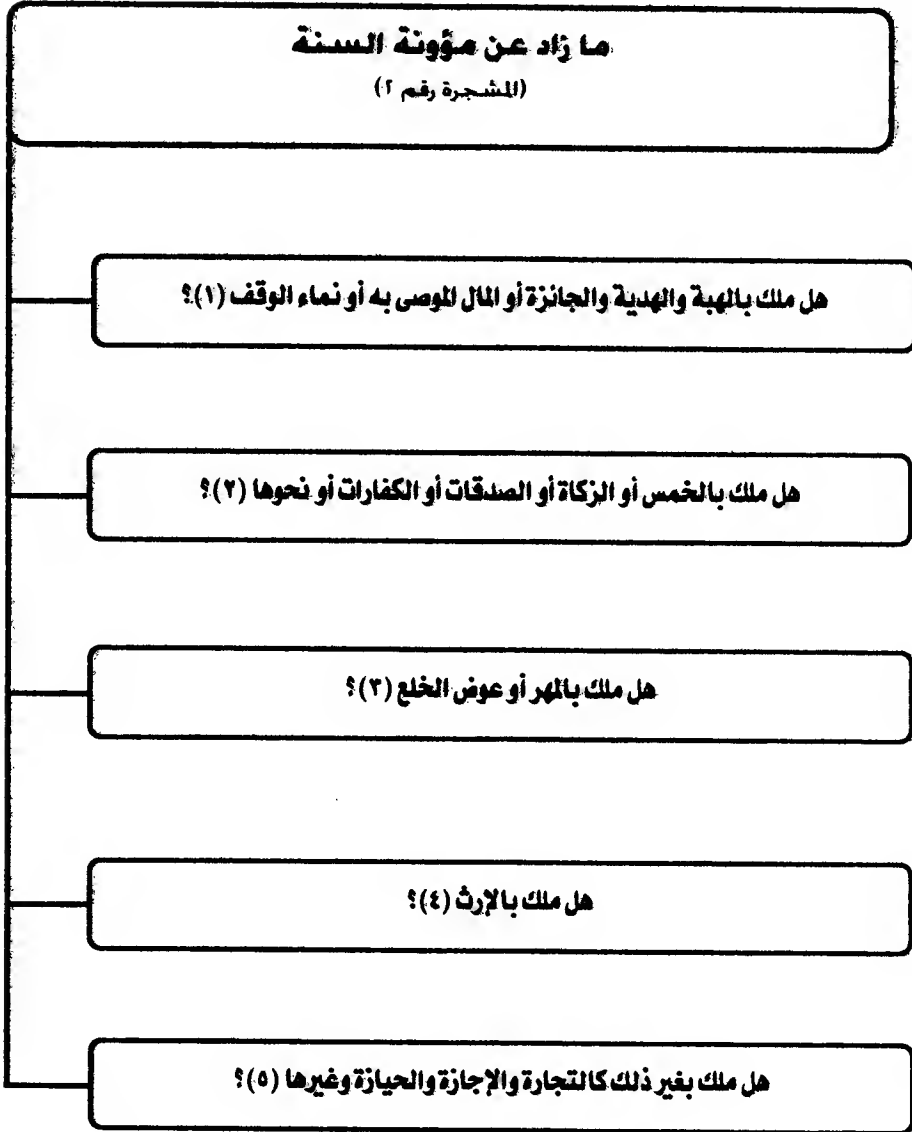 ما زاد عن مؤونة السنة
(المشجرة رقم ٢)
هل ملك بالهبة والهدية والجائزة أو المال الموصى به أو نماء الوقف (١)؟
هل ملك بالخمس أو الزكاة أو الصدقات أو الكفارات أو نحوها (٢)؟
هل ملك بالمهر أو عوض الخلع (٣)؟
هل ملك بالإرث (٤)؟
هل ملك بغير ذلك كالتجارة والإجازة والحيازة وغيرها (٥)؟